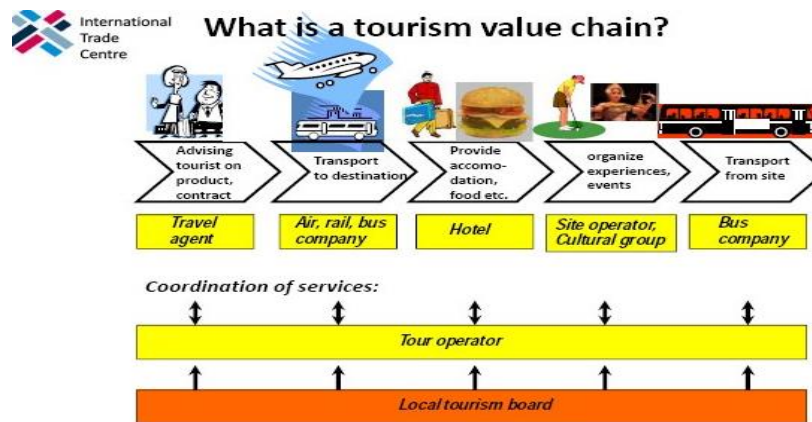 International
Trade
Centre
What is a tourism value chain?
Advising
tourist on
product,
contract
Transport
to destination
Provide
accomo-
dation,
food etc.
organize
experiences,
events
Transport
from site
Travel
agent
Air, rail, bus
company
Hotel
Site operator,
Cultural group
Bus
company
Coordination of services:
Tour operator
Local tourism board